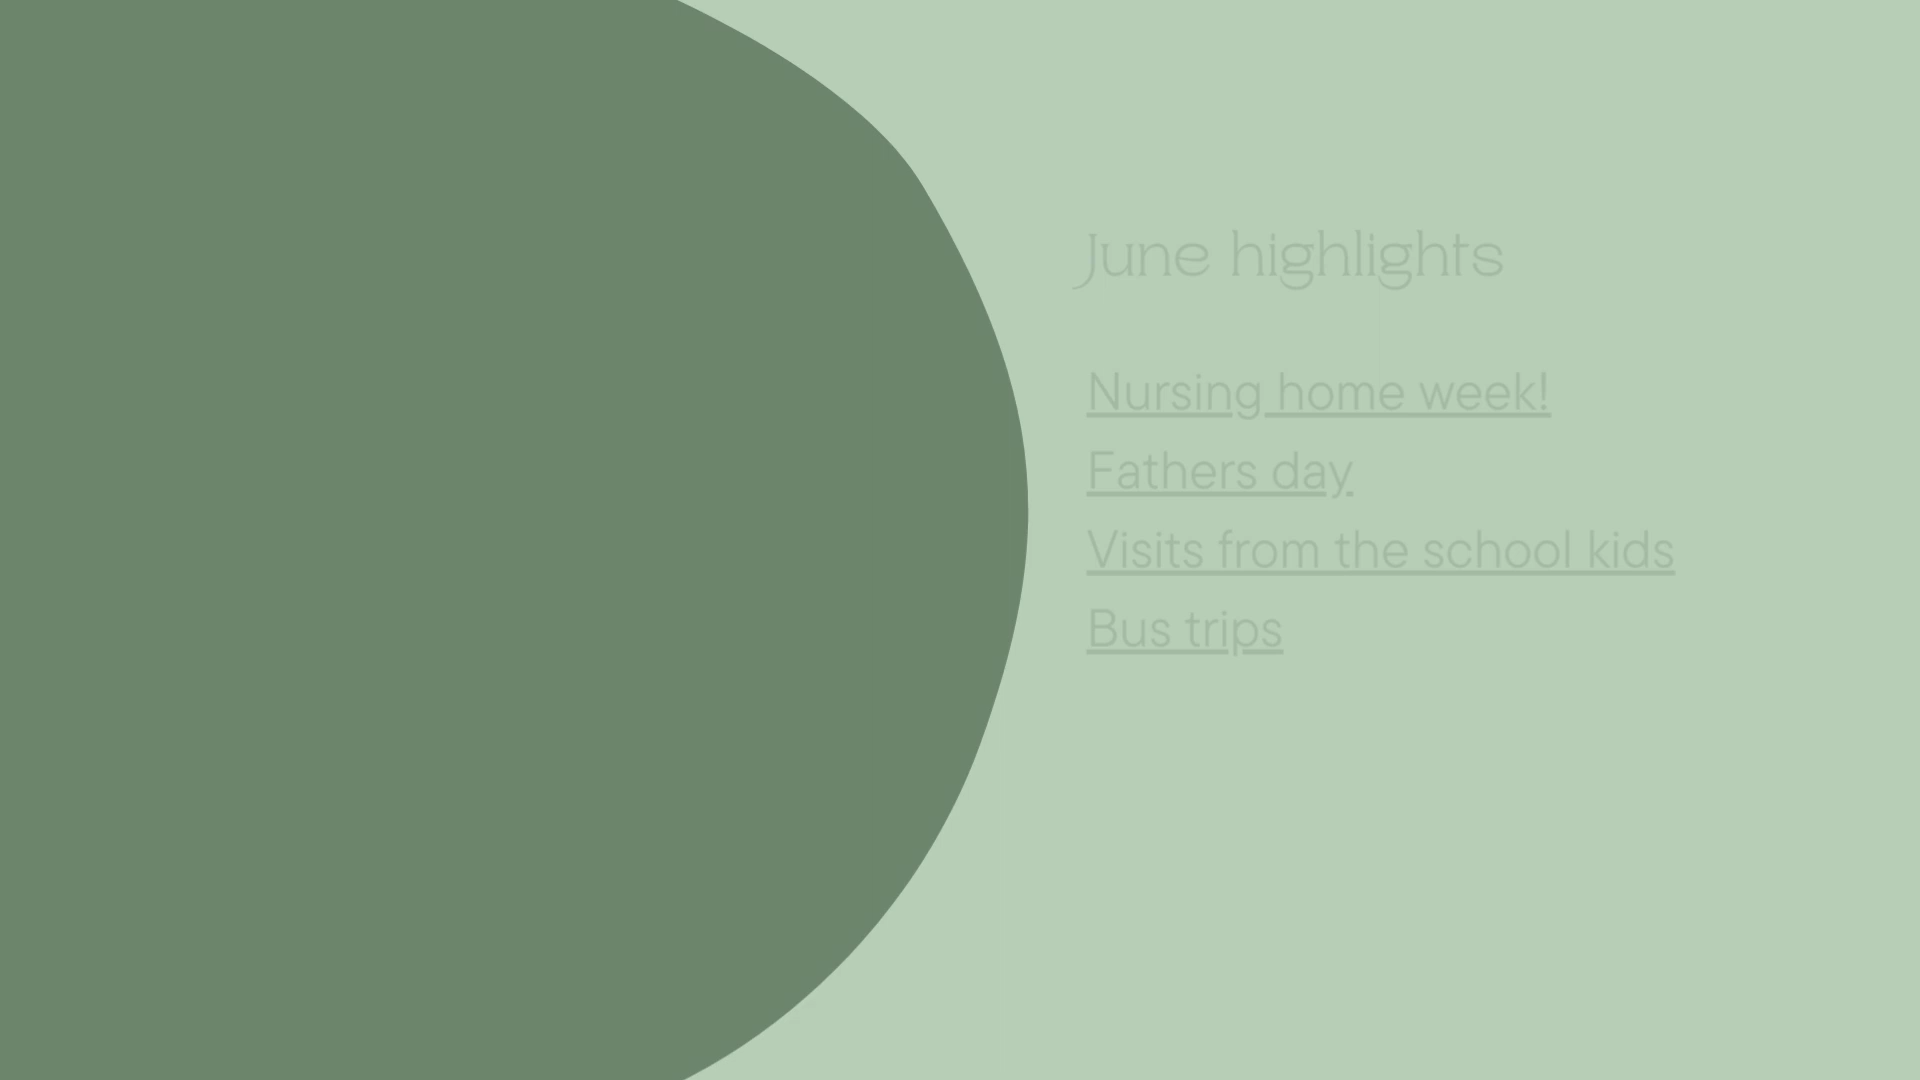 June highlights
Nursing home week!
Fathers day
Visits from the school kids
Bus trips